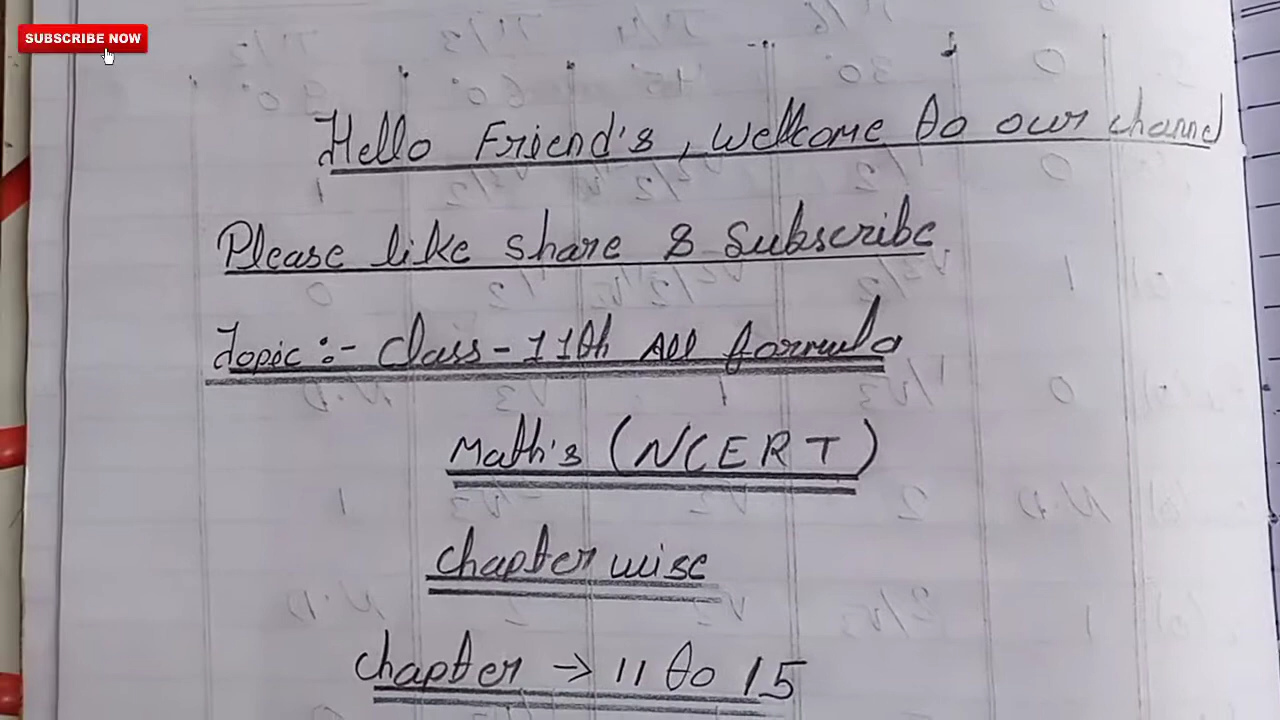 SUBSCRIBE NOW
Hello Friend's, Wellcome to our channel
Please like share & Subscribe
Topic :- Class - 11th All formula
Math's (NCERT)
Chapter wise
Chapter → 11 to 15